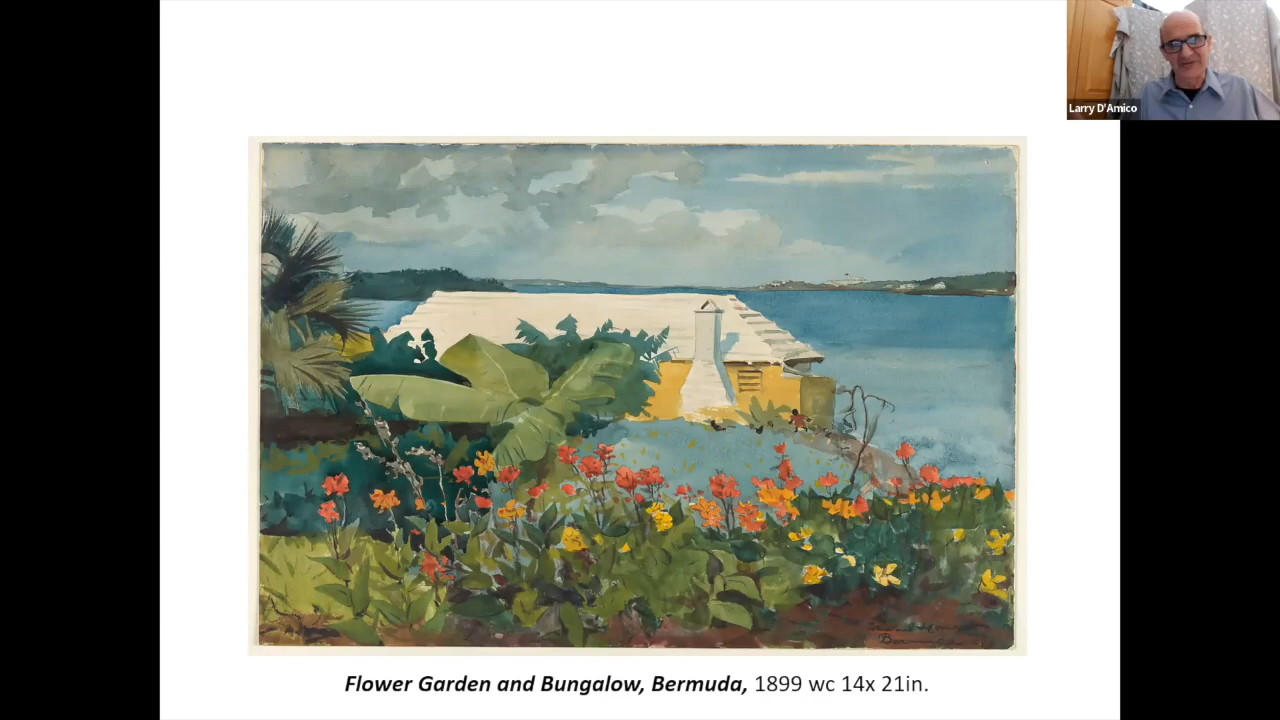 Larry D'Amico
Flower Garden and Bungalow, Bermuda, 1899 wc 14x 21in.